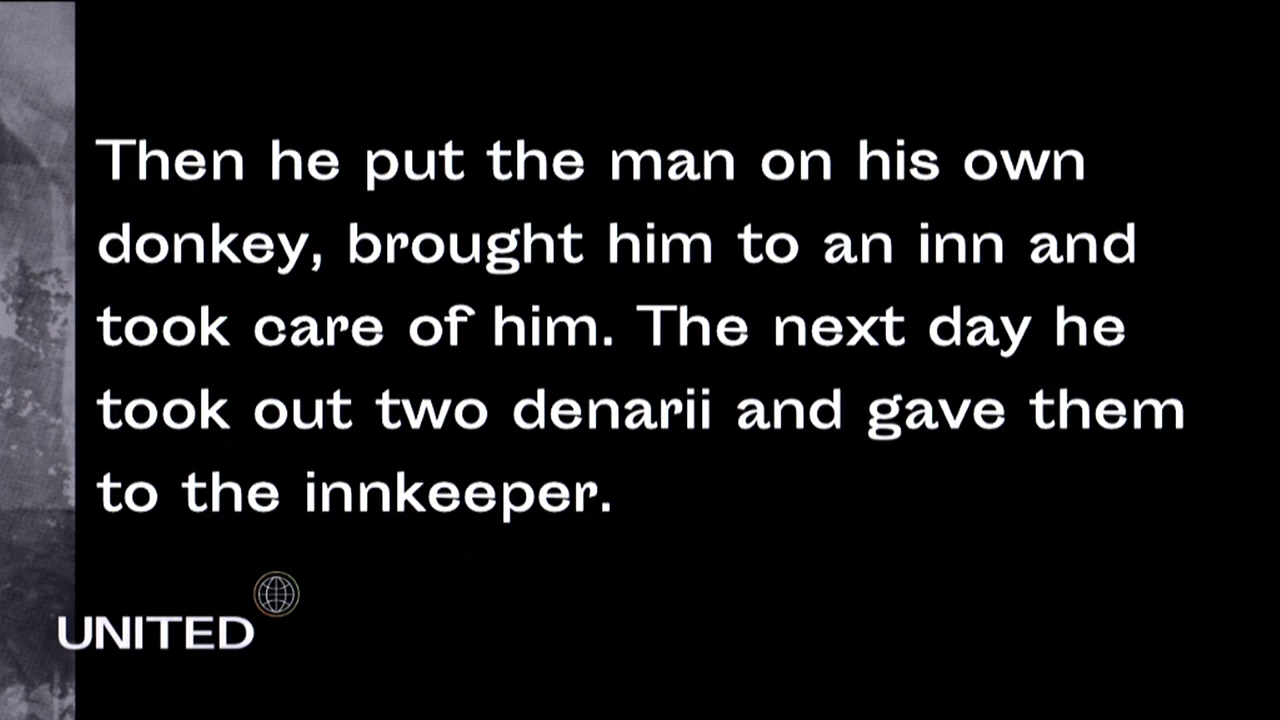 Then he put the man on his own
donkey, brought him to an inn and
took care of him. The next day he
took out two denarii and gave them
to the innkeeper.
UNITED